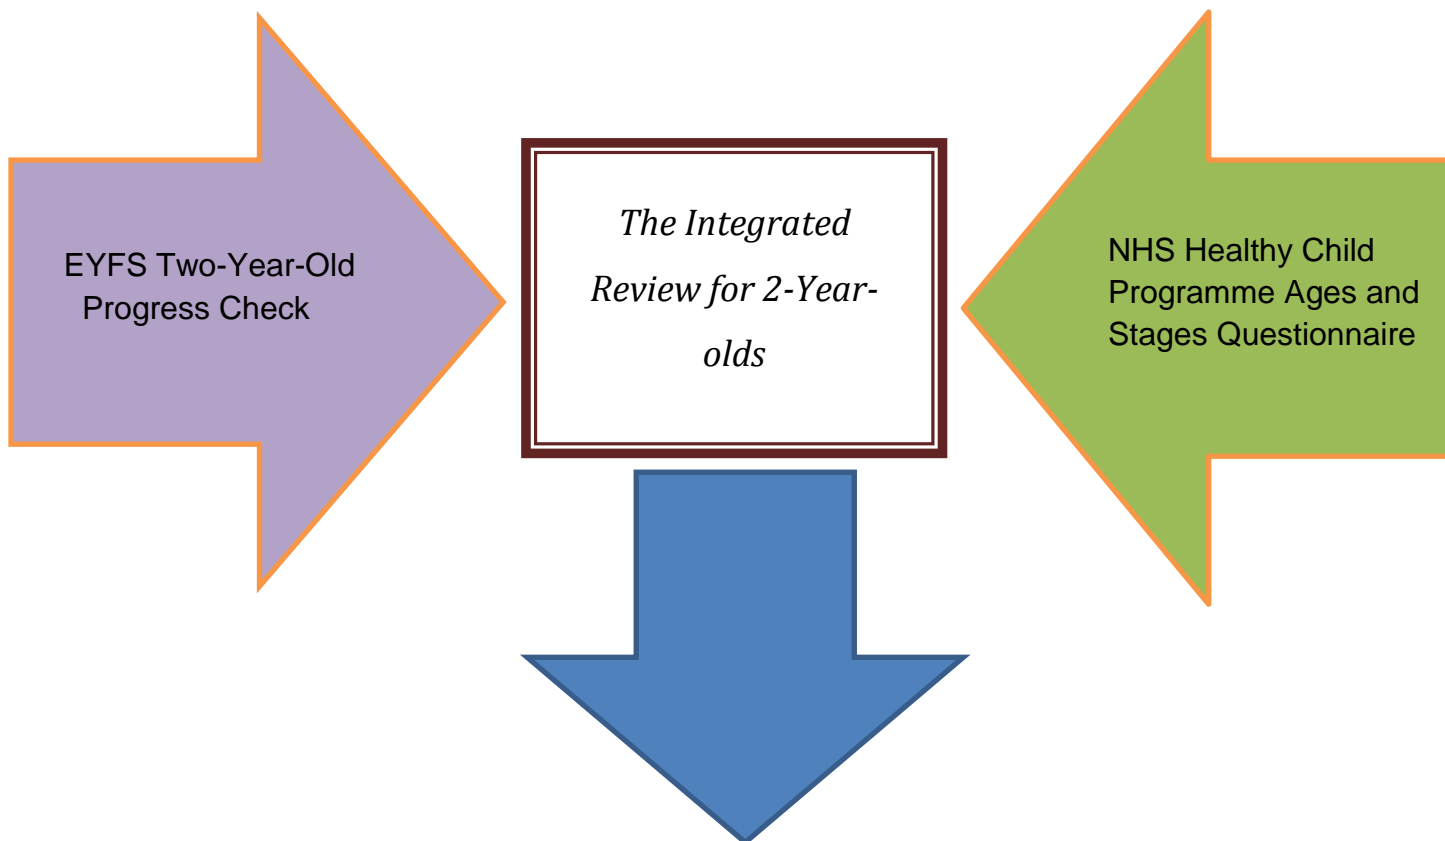 EYFS Two-Year-Old
Progress Check
The Integrated
Review for 2-Year-
olds
NHS Healthy Child
Programme Ages and
Stages Questionnaire